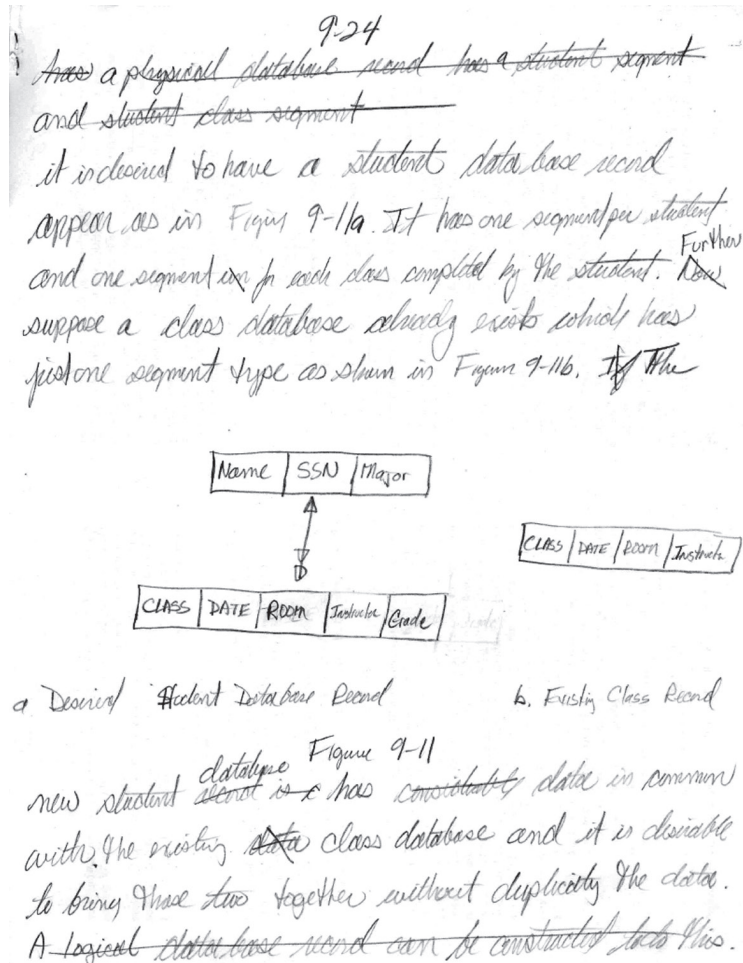 9-24
has a physical database record has a student segment
and student class segment
it is desired to have a student data base record
appear as in Figure 9-11a. It has one segment per student
Further
and one segment in for each class completed by the student. Now
suppose a class database already exists which has
just one segment type as shown in Figure 9-11b. If The
Name SSN Major
CLASS DATE ROOM Instructor
CLASS DATE ROOM Instructor Grade
a Desired Student Database Record
b. Existing Class Record
Figure 9-11
database
new student record is has considerably data in common
with the existing data class database and it is desirable
to bring these two together without duplicity the data.
A logical data base record can be constructed to do this.